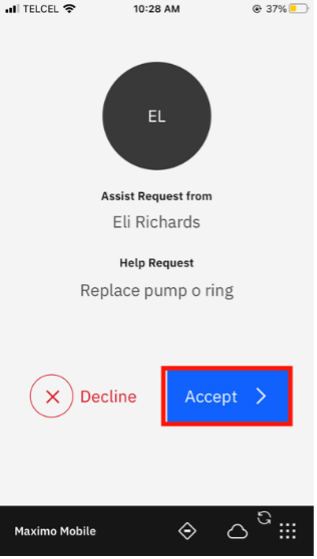 TELCEL 10:28 AM 37%
EL
Assist Request from
Eli Richards
Help Request
Replace pump o ring
Decline Accept
Maximo Mobile